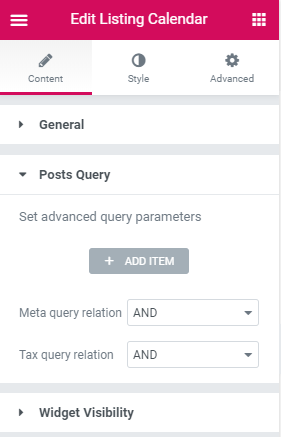 Edit Listing Calendar
Content Style Advanced
General
Posts Query
Set advanced query parameters
+ ADD ITEM
Meta query relation AND
Tax query relation AND
Widget Visibility